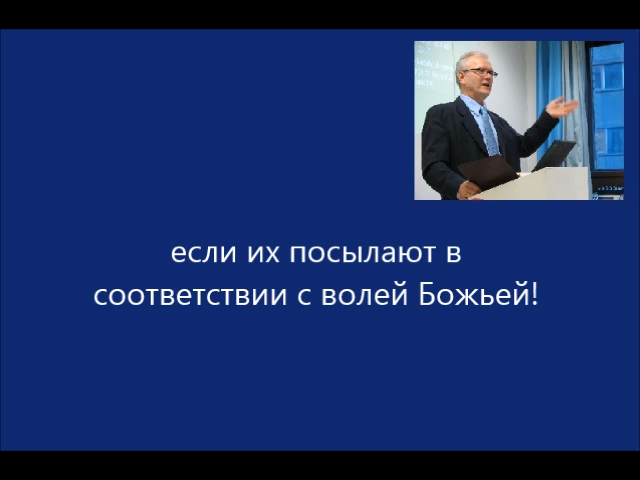 если их посылают в
соответствии с волей Божьей!